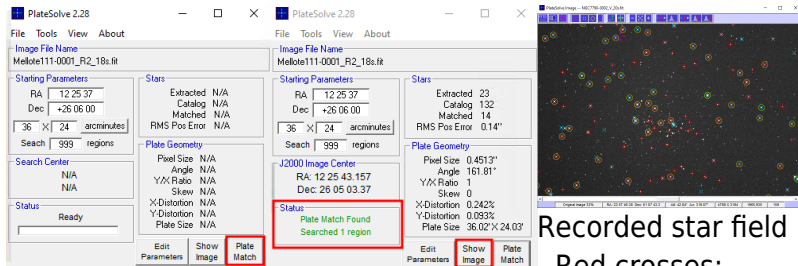 PlateSolve 2.28
File Tools View About
Image File Name
Mellote111-0001_R2_18s.fit
Starting Parameters
RA 12 25 37
Dec +26 06 00
36 X 24 arcminutes
Seach 999 regions
Search Center
N/A
N/A
Status
Ready
Stars
Extracted N/A
Catalog N/A
Matched N/A
RMS Pos Error N/A
Plate Geometry
Pixel Size N/A
Angle N/A
Y/X Ratio N/A
Skew N/A
X-Distortion N/A
Y-Distortion N/A
Plate Size N/A
Edit Parameters
Show Image
Plate Match
PlateSolve 2.28
File Tools View About
Image File Name
Mellote111-0001_R2_18s.fit
Starting Parameters
RA 12 25 37
Dec +26 06 00
36 X 24 arcminutes
Seach 999 regions
J2000 Image Center
RA: 12 25 43.157
Dec: 26 05 03.37
Status
Plate Match Found
Searched 1 region
Stars
Extracted 23
Catalog 132
Matched 14
RMS Pos Error 0.14"
Plate Geometry
Pixel Size 0.4513"
Angle 161.81°
Y/X Ratio 1
Skew 0
X-Distortion 0.242%
Y-Distortion 0.093%
Plate Size 36.02' X 24.03'
Edit Parameters
Show Image
Plate Match
Recorded star field
Red crosses: